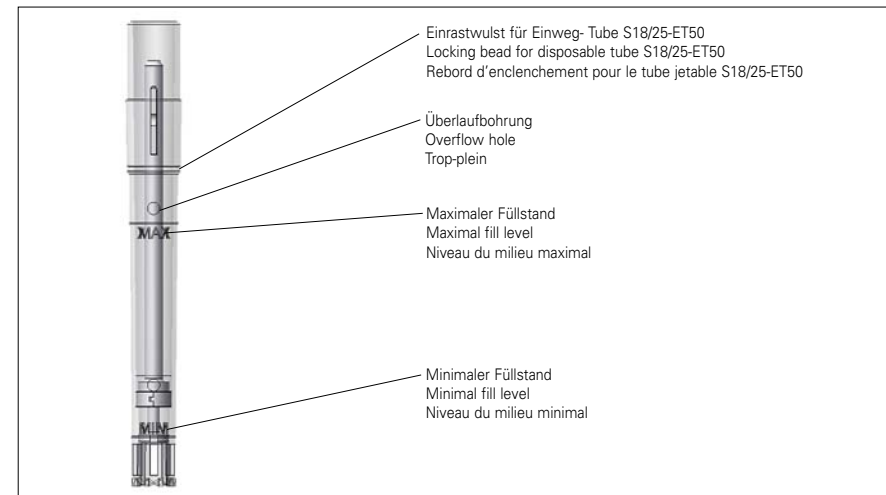 Einrastwulst für Einweg- Tube S18/25-ET50
Locking bead for disposable tube S18/25-ET50
Rebord d’enclenchement pour le tube jetable S18/25-ET50
Überlaufbohrung
Overflow hole
Trop-plein
Maximaler Füllstand
Maximal fill level
Niveau du milieu maximal
MAX
Minimaler Füllstand
Minimal fill level
Niveau du milieu minimal
MIN